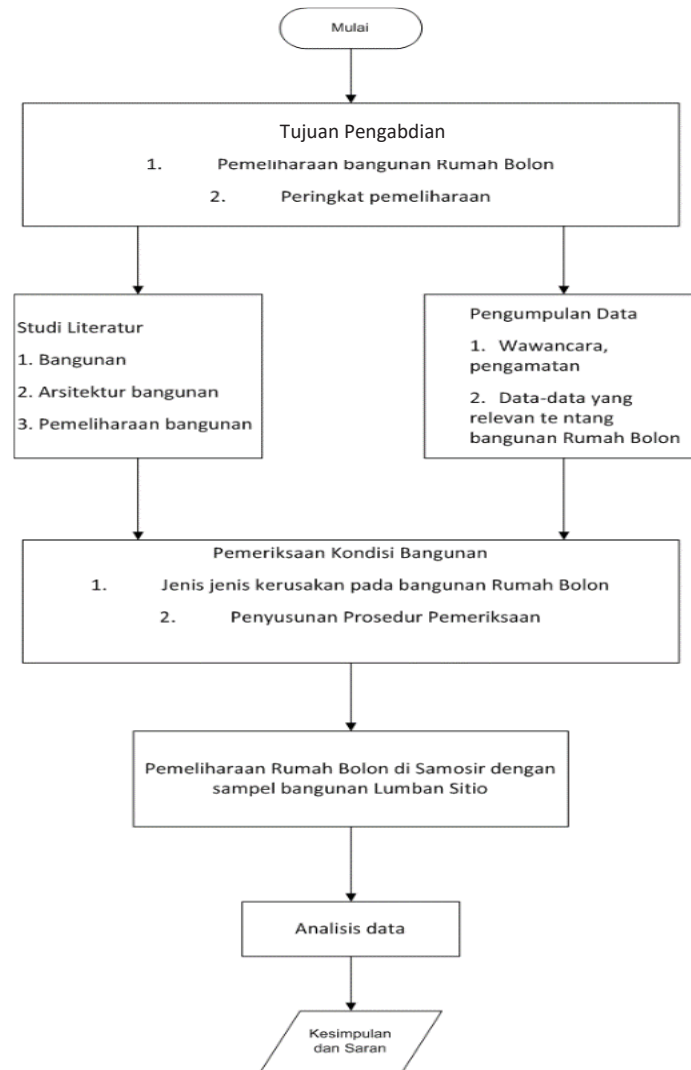 Mulai
Tujuan Pengabdian
1. Pemeliharaan bangunan Rumah Bolon
2. Peringkat pemeliharaan
Studi Literatur
1. Bangunan
2. Arsitektur bangunan
3. Pemeliharaan bangunan
Pengumpulan Data
1. Wawancara,
pengamatan
2. Data-data yang
relevan te ntang
bangunan Rumah Bolon
Pemeriksaan Kondisi Bangunan
1. Jenis jenis kerusakan pada bangunan Rumah Bolon
2. Penyusunan Prosedur Pemeriksaan
Pemeliharaan Rumah Bolon di Samosir dengan
sampel bangunan Lumban Sitio
Analisis data
Kesimpulan
dan Saran